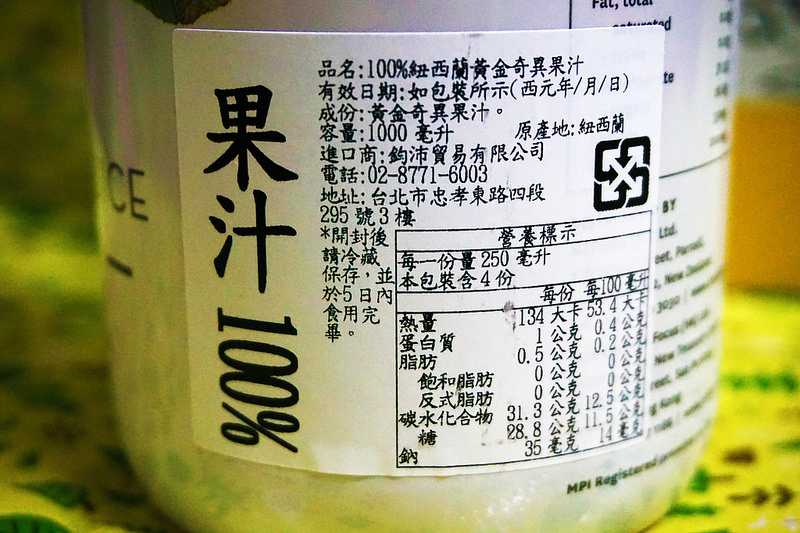 Fat, total
saturated
CE
果汁 100%
品名:100%紐西蘭黃金奇異果汁
有效日期:如包裝所示(西元年/月/日)
成份:黃金奇異果汁。
容量:1000 毫升 原產地:紐西蘭
進口商:鈞沛貿易有限公司
電話:02-8771-6003
地址:台北市忠孝東路四段
295 號 3 樓
*開封後
請冷藏
保存,並
於 5 日內
食用完
畢。
營養標示
每一份量 250 毫升
本包裝含 4 份
每份 每100 毫升
熱量 134 大卡 53.4 大卡
蛋白質 1 公克 0.4 公克
脂肪 0.5 公克 0.2 公克
飽和脂肪 0 公克 0 公克
反式脂肪 0 公克 0 公克
碳水化合物 31.3 公克 12.5 公克
糖 28.8 公克 11.5 公克
鈉 35 毫克 14 毫克
BY
Ltd.
New Zealand
MPI Registered